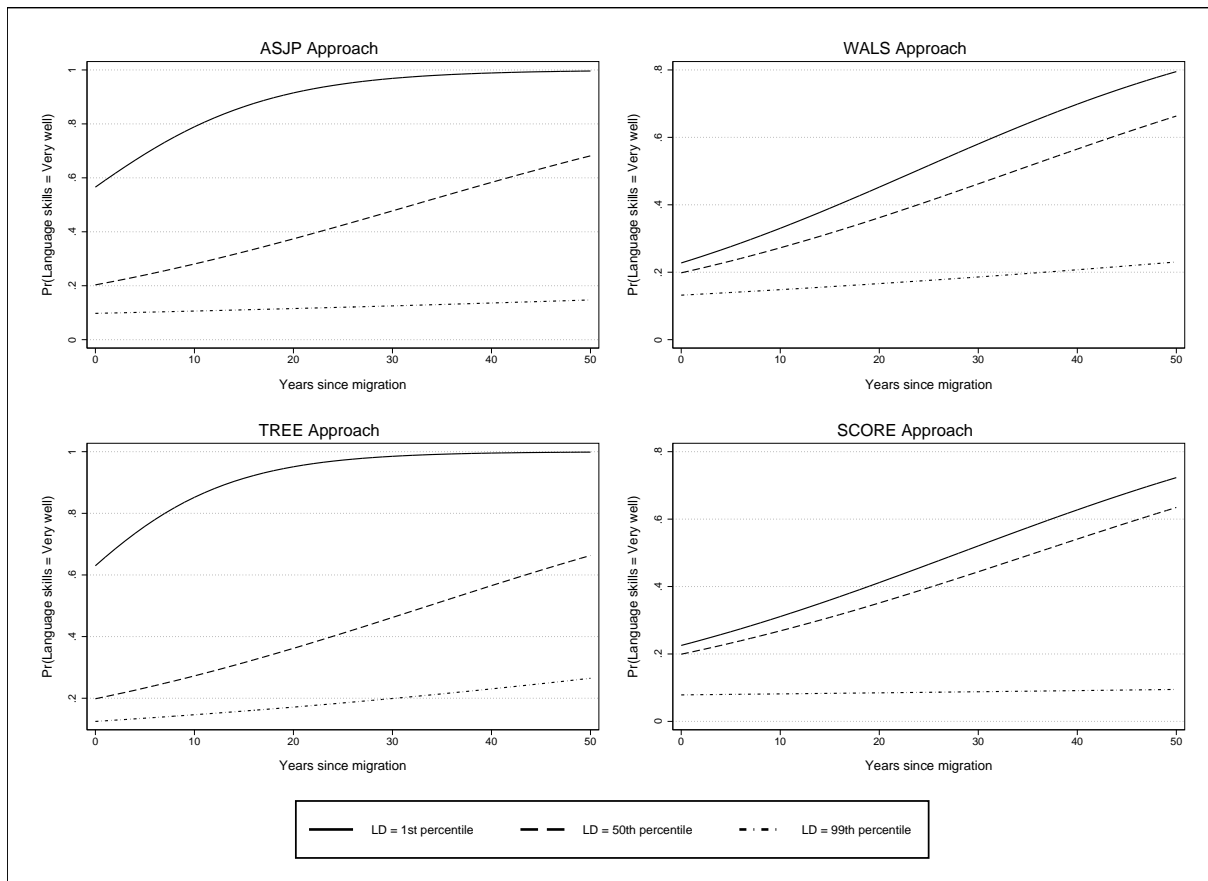 ASJP Approach
Pr(Language skills = Very well)
0 .2 .4 .6 .8 1
0 10 20 30 40 50
Years since migration
WALS Approach
Pr(Language skills = Very well)
0 .2 .4 .6 .8
0 10 20 30 40 50
Years since migration
TREE Approach
Pr(Language skills = Very well)
.2 .4 .6 .8 1
0 10 20 30 40 50
Years since migration
SCORE Approach
Pr(Language skills = Very well)
0 .2 .4 .6 .8
0 10 20 30 40 50
Years since migration
LD = 1st percentile LD = 50th percentile LD = 99th percentile